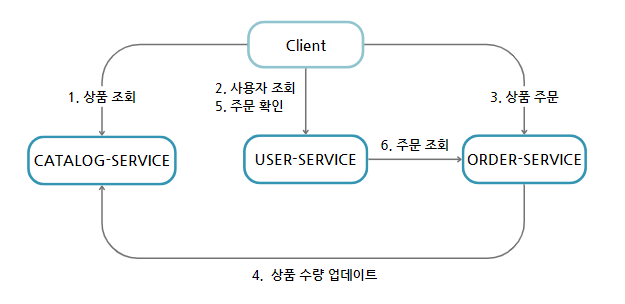 Client
1. 상품 조회
2. 사용자 조회
5. 주문 확인
3. 상품 주문
CATALOG-SERVICE
USER-SERVICE
6. 주문 조회
ORDER-SERVICE
4. 상품 수량 업데이트